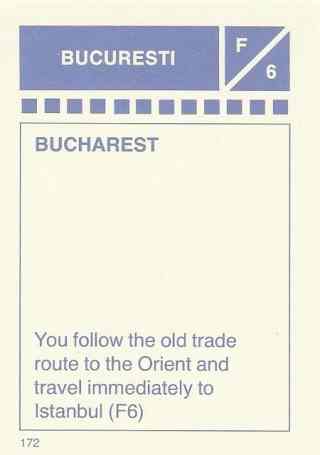 BUCURESTI
F
6
BUCHAREST
You follow the old trade
route to the Orient and
travel immediately to
Istanbul (F6)
172